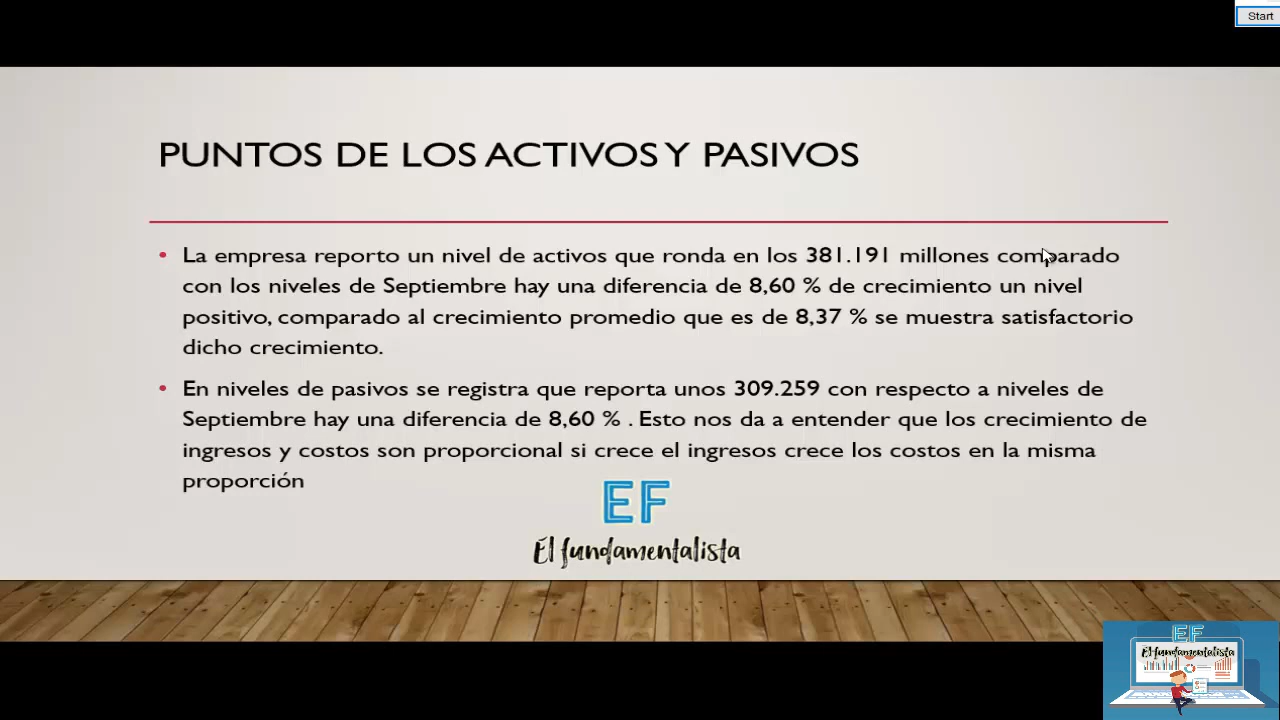 Start
PUNTOS DE LOS ACTIVOS Y PASIVOS
• La empresa reporto un nivel de activos que ronda en los 381.191 millones comparado
con los niveles de Septiembre hay una diferencia de 8,60 % de crecimiento un nivel
positivo, comparado al crecimiento promedio que es de 8,37 % se muestra satisfactorio
dicho crecimiento.
• En niveles de pasivos se registra que reporta unos 309.259 con respecto a niveles de
Septiembre hay una diferencia de 8,60 % . Esto nos da a entender que los crecimiento de
ingresos y costos son proporcional si crece el ingresos crece los costos en la misma
proporción
EF
El fundamentalista
EF
El fundamentalista